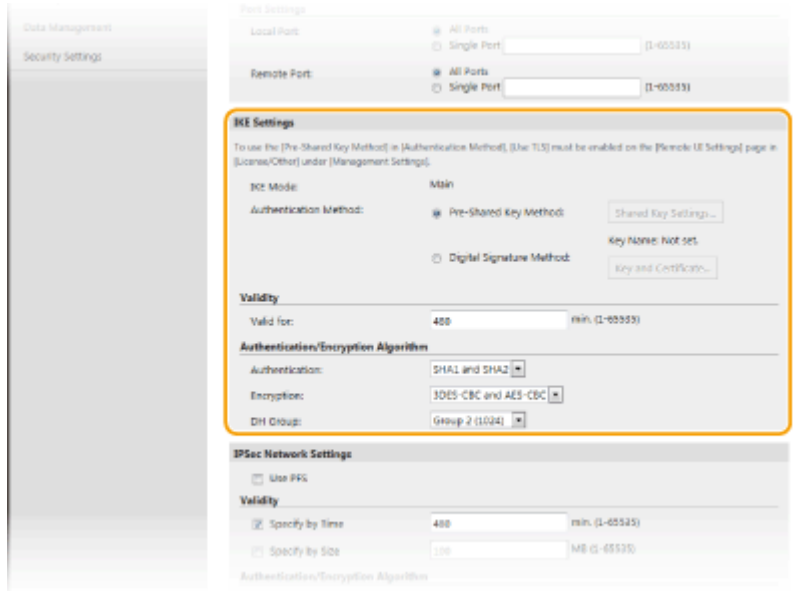 Port Settings
Data Management
Local Port:
All Ports
Single Port
(1-65535)
Security Settings
Remote Port:
All Ports
Single Port
(1-65535)
IKE Settings
To use the [Pre-Shared Key Method] in [Authentication Method], [Use TLS] must be enabled on the [Remote UI Settings] page in
[License/Other] under [Management Settings].
IKE Mode:
Main
Authentication Method:
Pre-Shared Key Method:
Shared Key Settings...
Key Name: Not set.
Digital Signature Method:
Key and Certificate...
Validity
Valid for:
480
min. (1-65535)
Authentication/Encryption Algorithm
Authentication:
SHA1 and SHA2
Encryption:
3DES-CBC and AES-CBC
DH Group:
Group 2 (1024)
IPSec Network Settings
Use PFS
Validity
Specify by Time
480
min. (1-65535)
Specify by Size
100
MB (1-65535)
Authentication/Encryption Algorithm